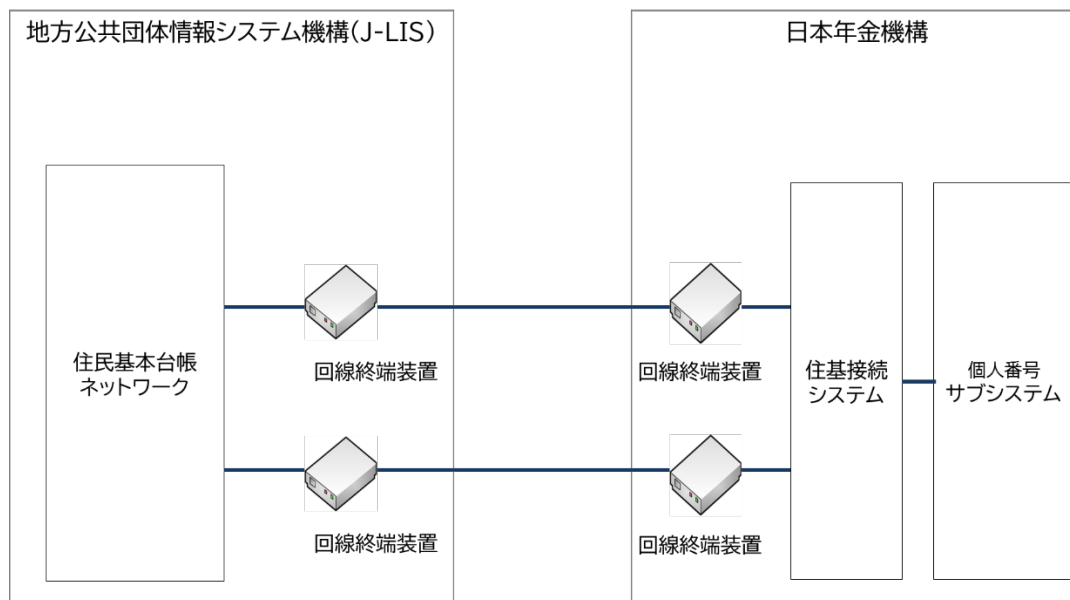 地方公共団体情報システム機構(J-LIS)
日本年金機構
住民基本台帳
ネットワーク
回線終端装置
回線終端装置
住基接続
システム
個人番号
サブシステム
回線終端装置
回線終端装置